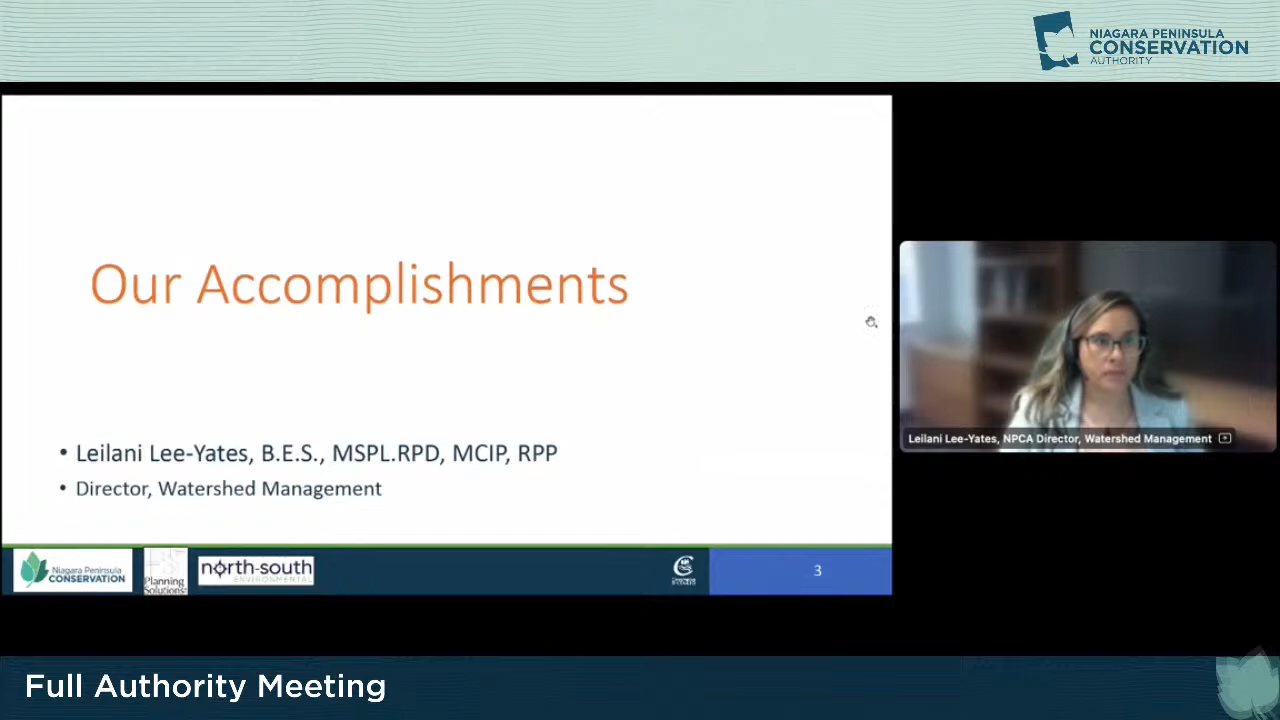 NIAGARA PENINSULA
CONSERVATION
AUTHORITY
Our Accomplishments
• Leilani Lee-Yates, B.E.S., MSPL.RPD, MCIP, RPP
• Director, Watershed Management
Leilani Lee-Yates, NPCA Director, Watershed Management
Niagara Peninsula
CONSERVATION
Planning
Solutions
north-south
ENVIRONMENTAL
3
Full Authority Meeting